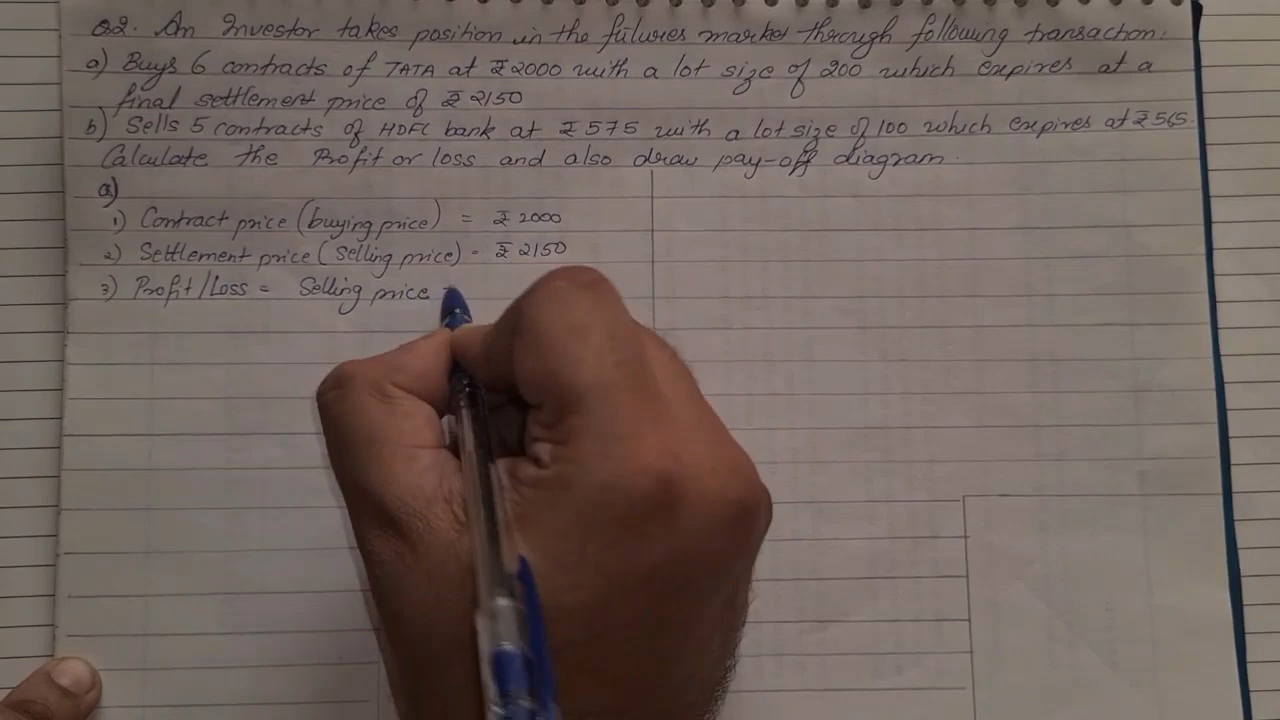 Q2. An Investor takes position in the futures market through following transaction.
a) Buys 6 contracts of TATA at ₹2000 with a lot size of 200 which expires at a
final settlement price of ₹2150
b) Sells 5 contracts of HDFC bank at ₹575 with a lot size of 100 which expires at ₹565.
Calculate the Profit or loss and also draw pay-off diagram.
a)
1) Contract price (buying price) = ₹2000
2) Settlement price (selling price) - ₹2150
3) Profit/Loss = Selling price -